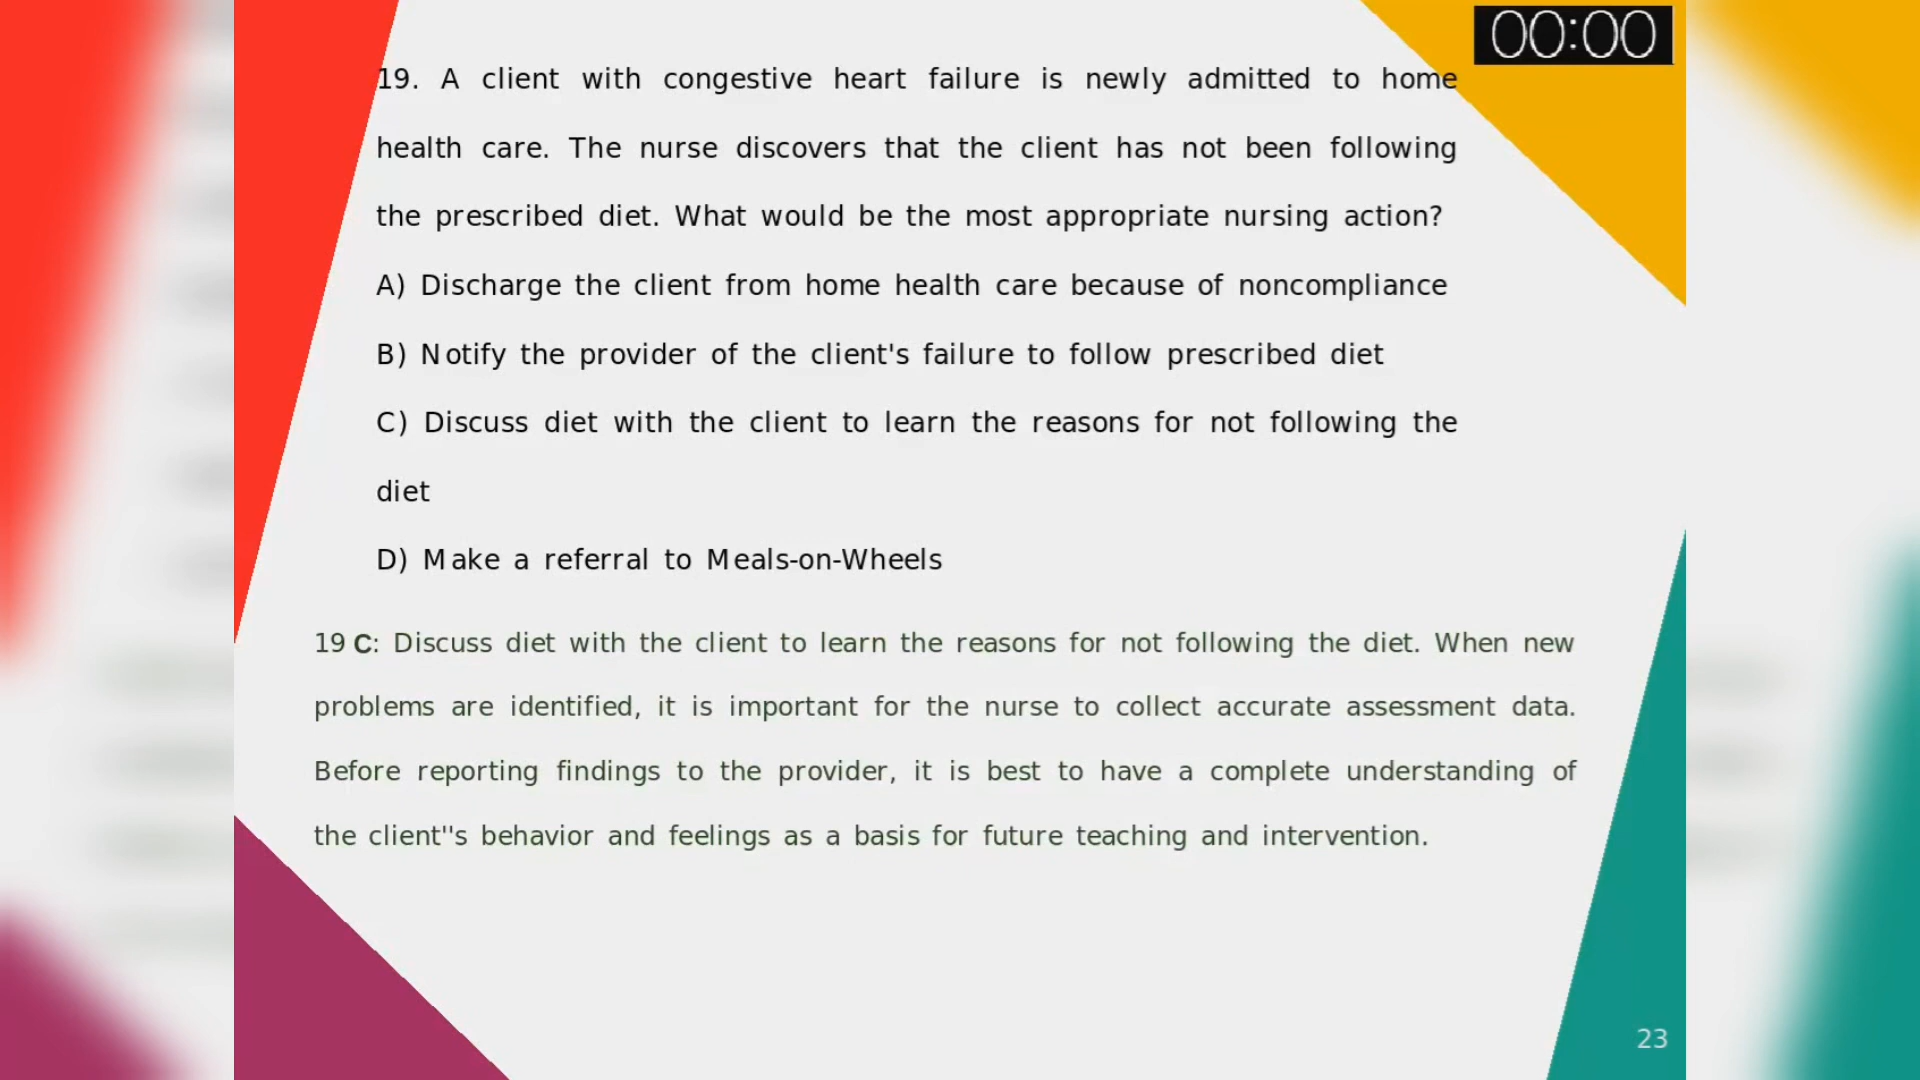 00:00
19. A client with congestive heart failure is newly admitted to home
health care. The nurse discovers that the client has not been following
the prescribed diet. What would be the most appropriate nursing action?
A) Discharge the client from home health care because of noncompliance
B) Notify the provider of the client's failure to follow prescribed diet
C) Discuss diet with the client to learn the reasons for not following the
diet
D) Make a referral to Meals-on-Wheels
19 C: Discuss diet with the client to learn the reasons for not following the diet. When new
problems are identified, it is important for the nurse to collect accurate assessment data.
Before reporting findings to the provider, it is best to have a complete understanding of
the client''s behavior and feelings as a basis for future teaching and intervention.
23